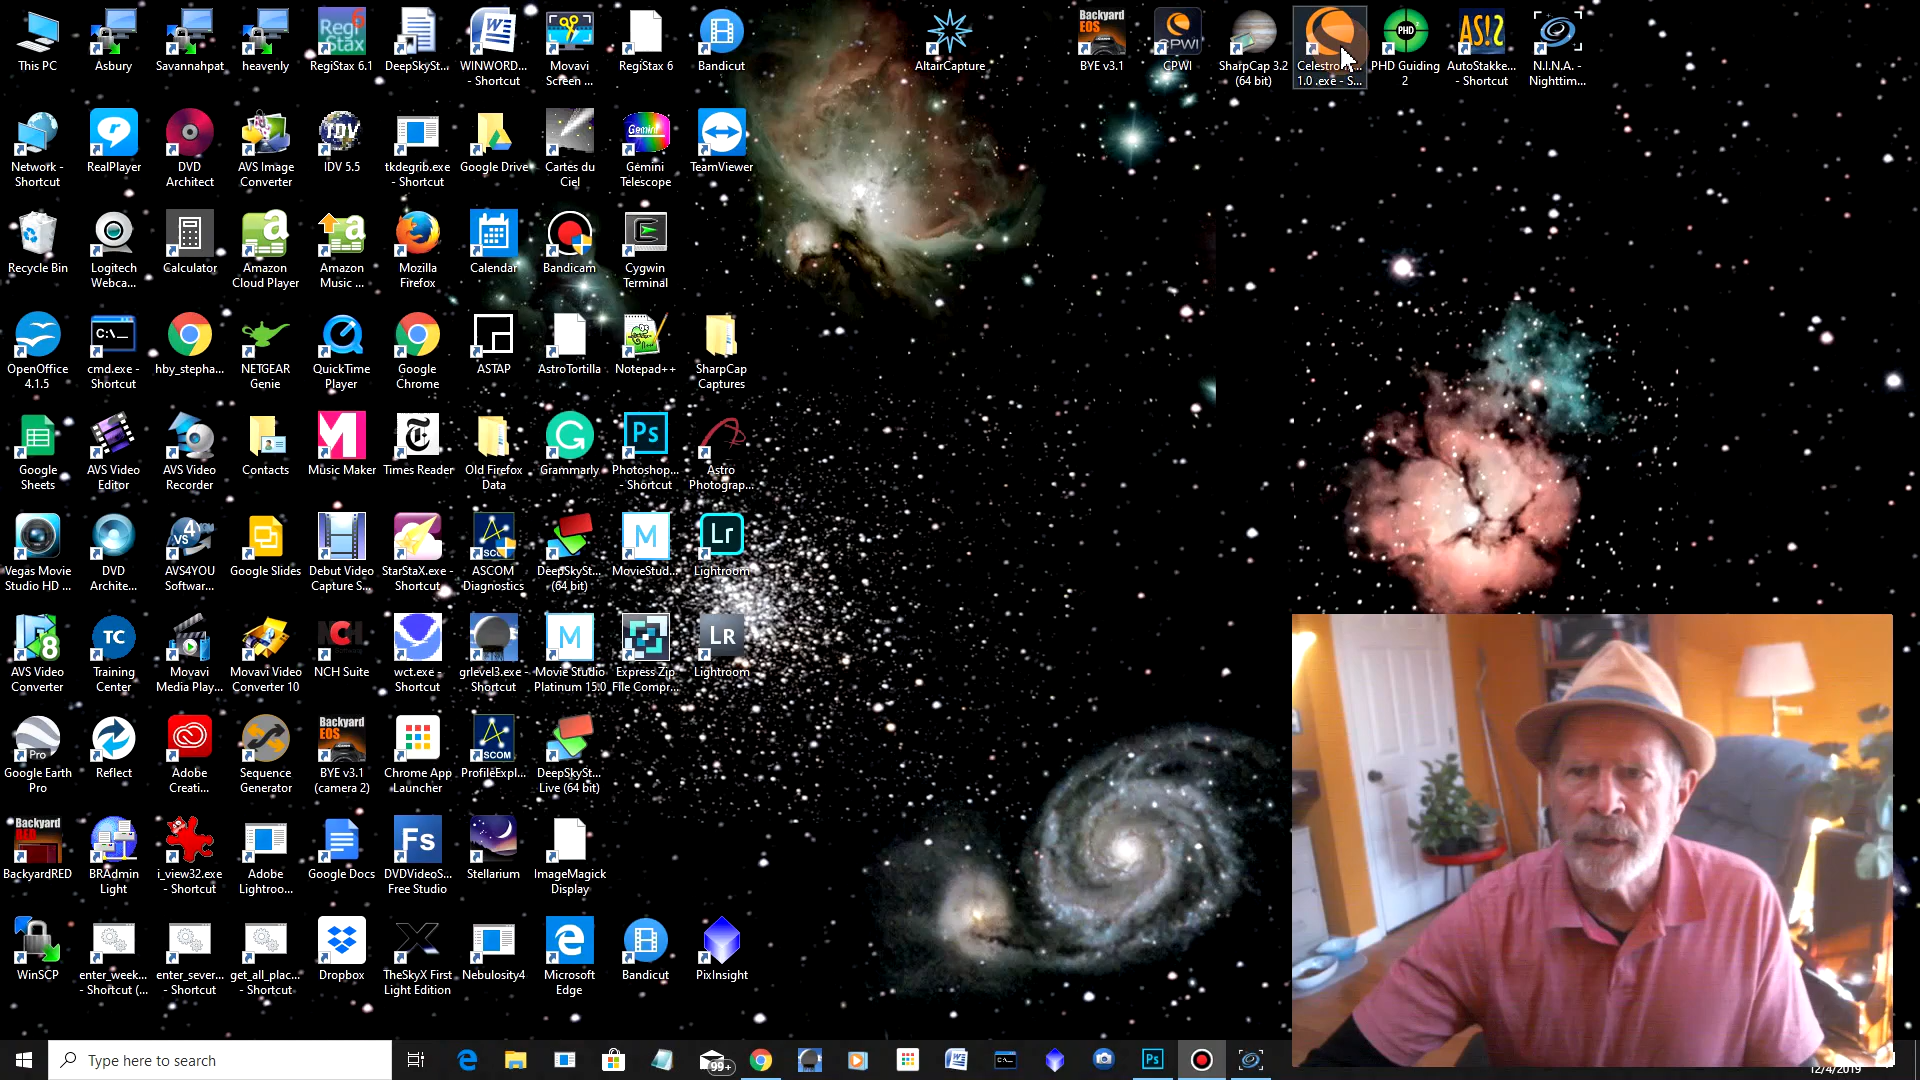 This PC
Asbury
Savannahpat
heavenly
RegiStax 6.1
DeepSkySt...
WINWORD...
- Shortcut
Movavi
Screen ...
RegiStax 6
Bandicut
AltairCapture
BYE v3.1
CPWI
SharpCap 3.2
(64 bit)
1.0 .exe - S...
PHD Guiding
2
AutoStakke...
- Shortcut
N.I.N.A. -
Nighttim...
Network -
Shortcut
RealPlayer
DVD
Architect
AVS Image
Converter
IDV 5.5
tkdegrib.exe
- Shortcut
Google Drive
Cartes du
Ciel
Gemini
Telescope
TeamViewer
Recycle Bin
Logitech
Webca...
Calculator
Amazon
Cloud Player
Amazon
Music ...
Mozilla
Firefox
Calendar
Bandicam
Cygwin
Terminal
OpenOffice
4.1.5
cmd.exe -
Shortcut
hby_stepha...
NETGEAR
Genie
QuickTime
Player
Google
Chrome
ASTAP
AstroTortilla
Notepad++
SharpCap
Captures
Google
Sheets
AVS Video
Editor
AVS Video
Recorder
Contacts
Music Maker
Times Reader
Old Firefox
Data
Grammarly
Photoshop...
- Shortcut
Astro
Photograp...
Vegas Movie
Studio HD ...
DVD
Archite...
AVS4YOU
Softwar...
Google Slides
Debut Video
Capture S...
StarStaX.exe -
Shortcut
ASCOM
Diagnostics
DeepSkySt...
(64 bit)
MovieStud...
Lightroom
AVS Video
Converter
Training
Center
Movavi
Media Play...
Movavi Video
Converter 10
NCH Suite
wct.exe -
Shortcut
grlevel3.exe -
Shortcut
Movie Studio
Platinum 15.0
Express Zip
File Compr...
Lightroom
Google Earth
Pro
Reflect
Adobe
Creati...
Sequence
Generator
BYE v3.1
(camera 2)
Chrome App
Launcher
ProfileExpl...
DeepSkySt...
Live (64 bit)
BackyardRED
BRAdmin
Light
i_view32.exe
- Shortcut
Adobe
Lightroo...
Google Docs
DVDVideoS...
Free Studio
Stellarium
ImageMagick
Display
WinSCP
enter_week...
- Shortcut (...
enter_sever...
- Shortcut
get_all_plac...
- Shortcut
Dropbox
TheSkyX First
Light Edition
Nebulosity4
Microsoft
Edge
Bandicut
PixInsight
Type here to search
99+
Ps
12/4/2019